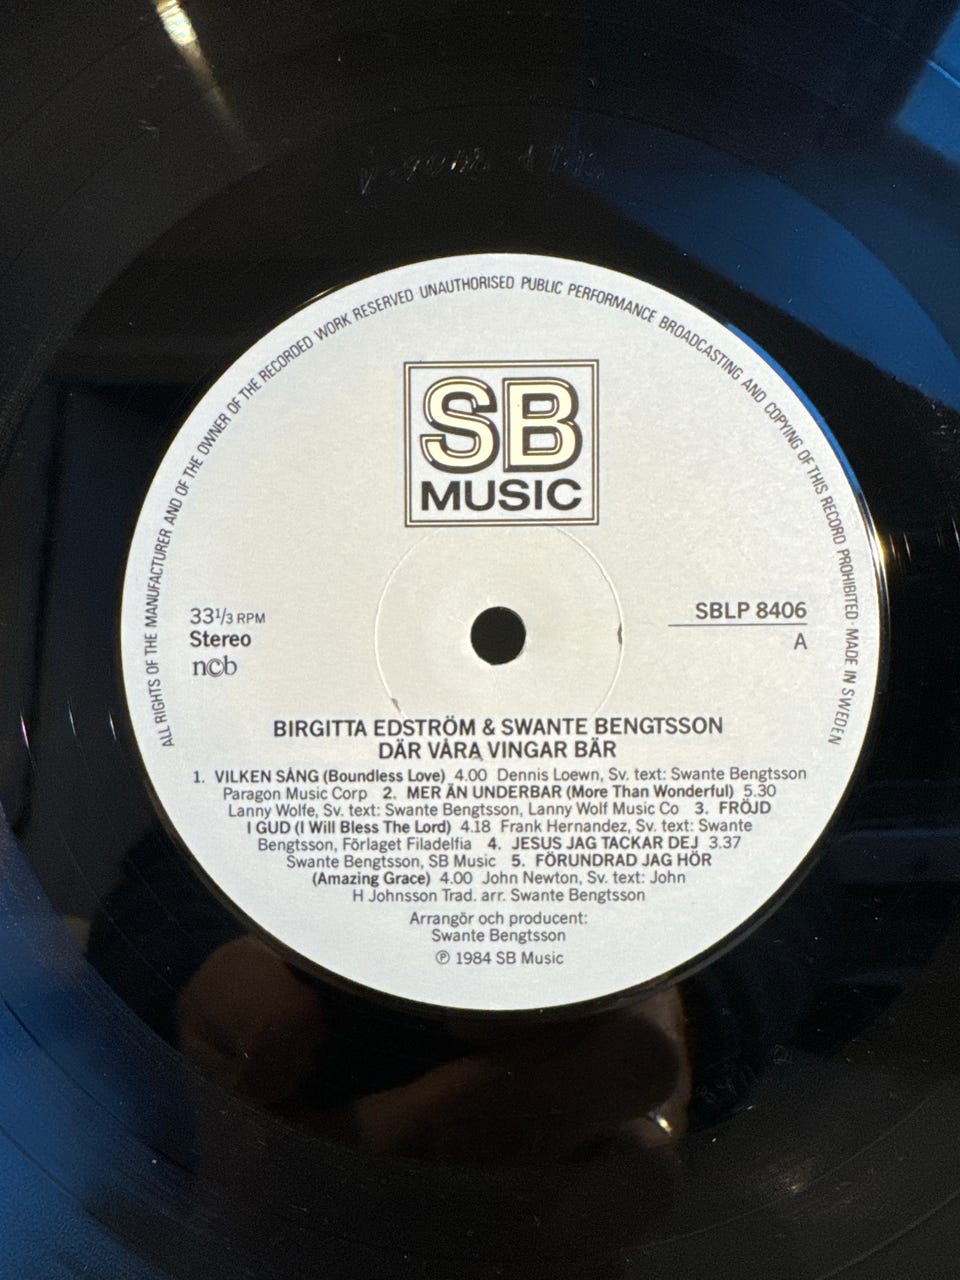 ALL RIGHTS OF THE MANUFACTURER AND OF THE OWNER OF THE RECORDED WORK RESERVED UNAUTHORISED PUBLIC PERFORMANCE BROADCASTING AND COPYING OF THIS RECORD PROHIBITED · MADE IN SWEDEN
SB
MUSIC
33 1/3 RPM
Stereo
ncb
SBLP 8406
A
BIRGITTA EDSTRÖM & SWANTE BENGTSSON
DÄR VÅRA VINGAR BÄR
1. VILKEN SÅNG (Boundless Love) 4.00 Dennis Loewn, Sv. text: Swante Bengtsson
Paragon Music Corp 2. MER ÄN UNDERBAR (More Than Wonderful) 5.30
Lanny Wolfe, Sv. text: Swante Bengtsson, Lanny Wolf Music Co 3. FRÖJD
I GUD (I Will Bless The Lord) 4.18 Frank Hernandez, Sv. text: Swante
Bengtsson, Förlaget Filadelfia 4. JESUS JAG TACKAR DEJ 3.37
Swante Bengtsson, SB Music 5. FÖRUNDRAD JAG HÖR
(Amazing Grace) 4.00 John Newton, Sv. text: John
H Johnsson Trad. arr. Swante Bengtsson
Arrangör och producent:
Swante Bengtsson
℗ 1984 SB Music